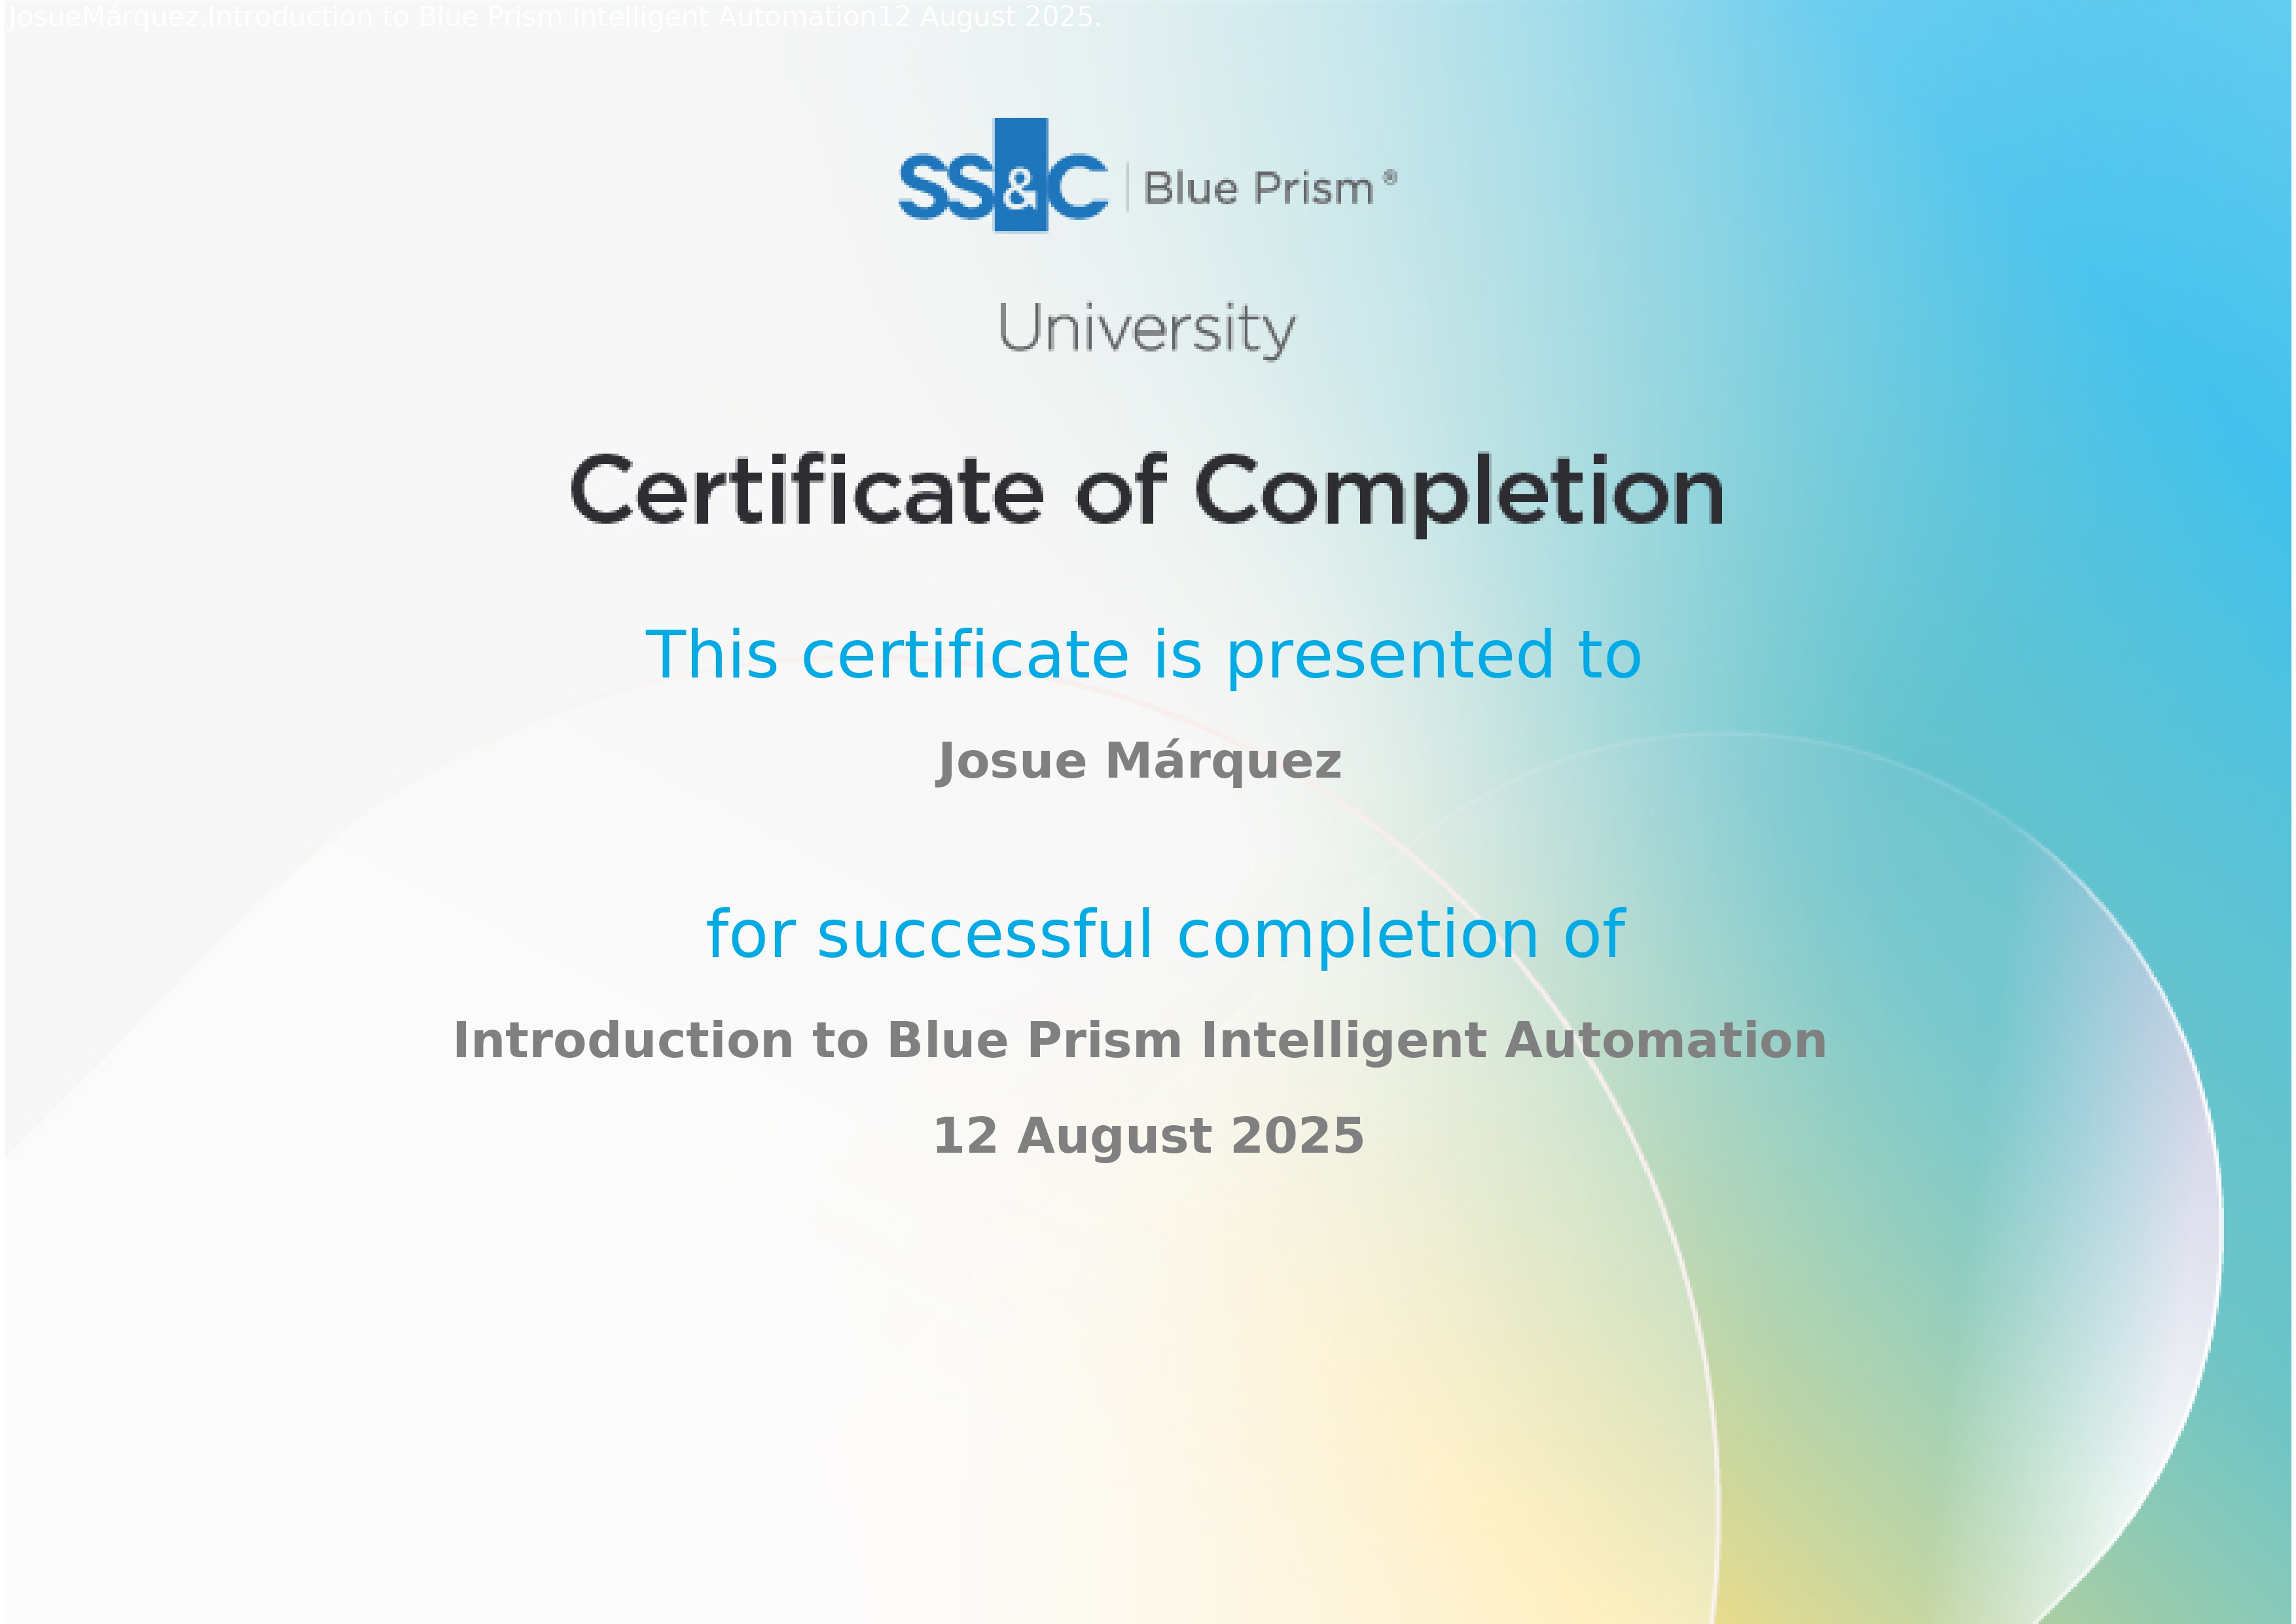 JosueMárquez.Introduction to Blue Prism Intelligent Automation12 August 2025.
SS&C | Blue Prism®
University
Certificate of Completion
This certificate is presented to
Josue Márquez
for successful completion of
Introduction to Blue Prism Intelligent Automation
12 August 2025